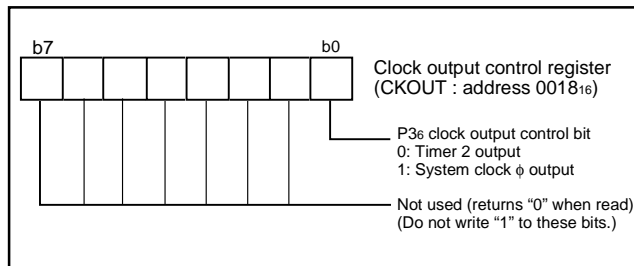 b7 b0
Clock output control register
(CKOUT : address 0018₁₆)
P3₆ clock output control bit
0: Timer 2 output
1: System clock ϕ output
Not used (returns “0” when read)
(Do not write “1” to these bits.)